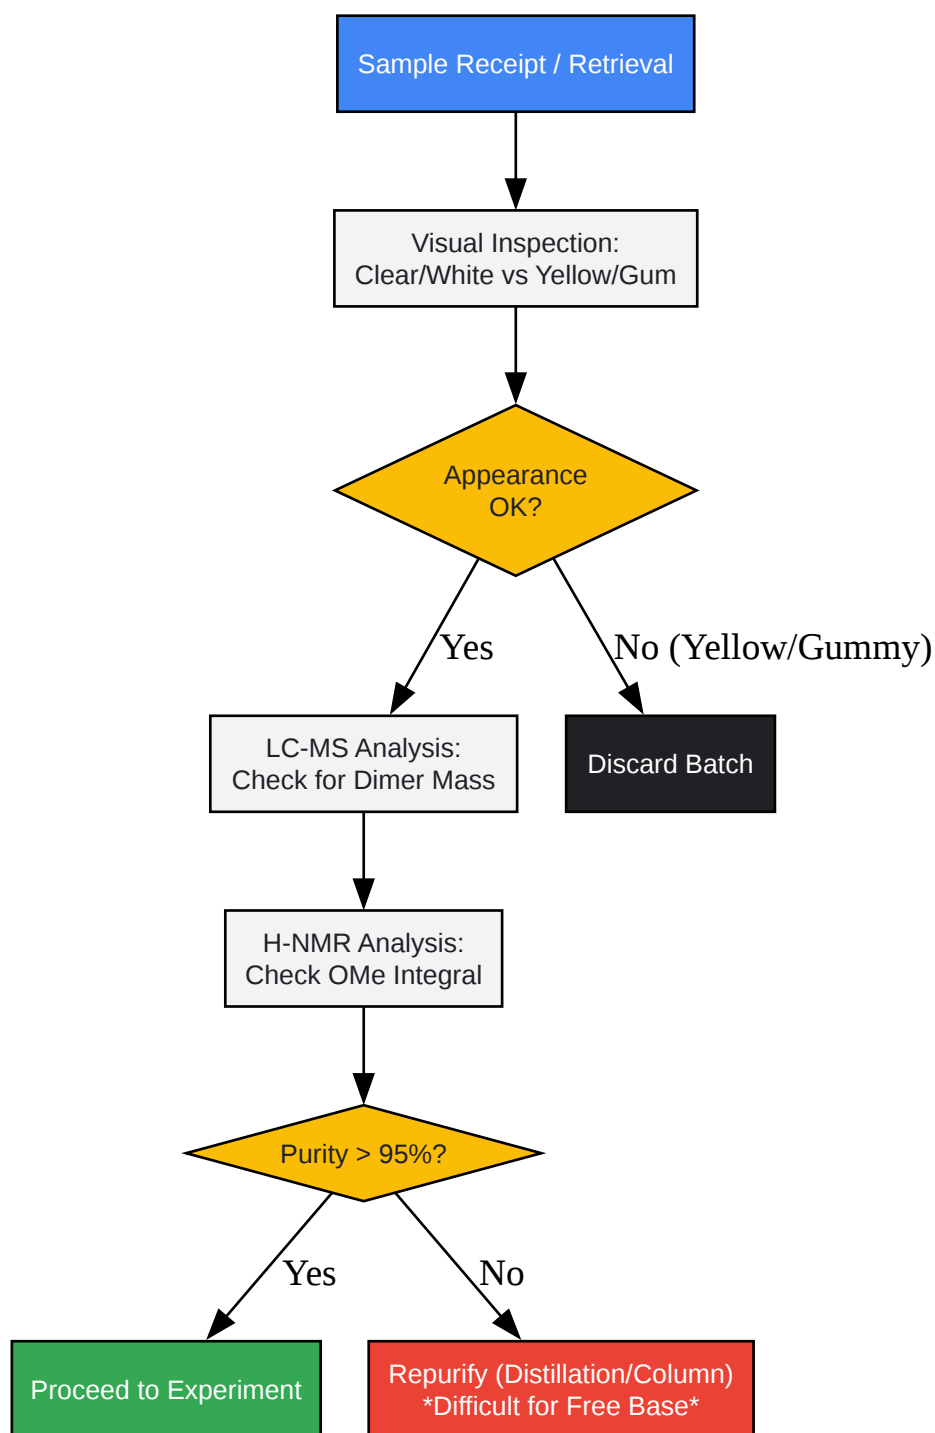 Sample Receipt / Retrieval
Visual Inspection:
Clear/White vs Yellow/Gum
Appearance
OK?
Yes
No (Yellow/Gummy)
LC-MS Analysis:
Check for Dimer Mass
Discard Batch
H-NMR Analysis:
Check OMe Integral
Purity > 95%?
Yes
No
Proceed to Experiment
Repurify (Distillation/Column)
*Difficult for Free Base*